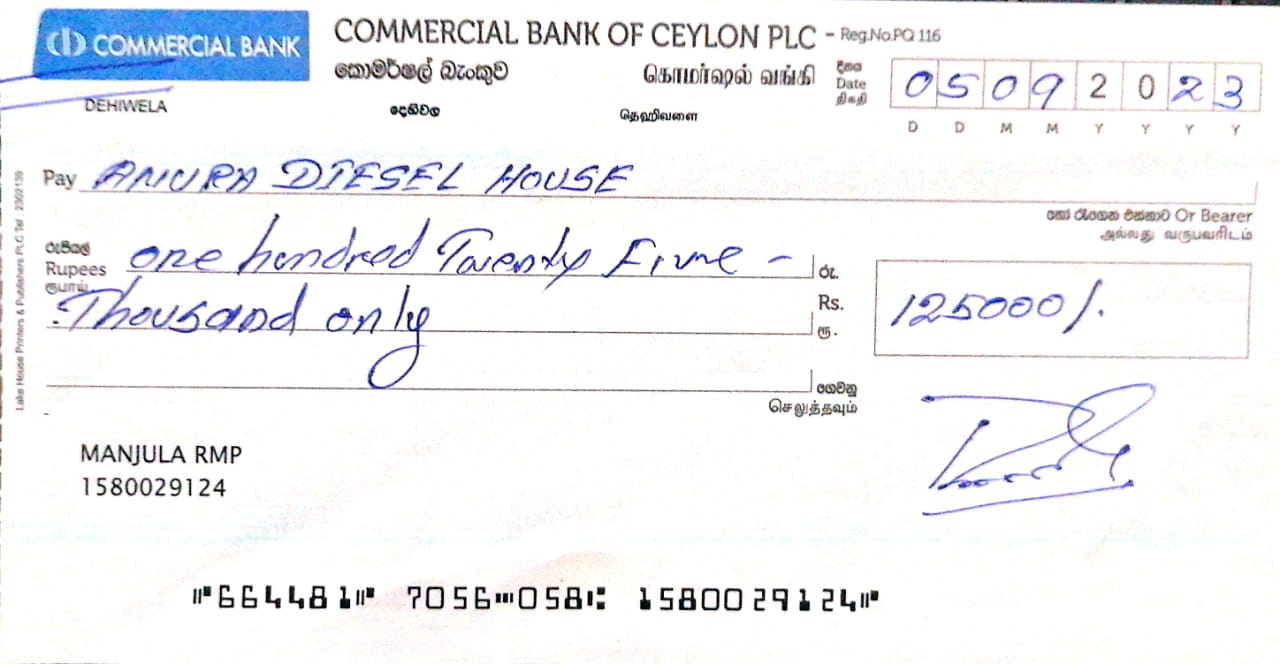 COMMERCIAL BANK
COMMERCIAL BANK OF CEYLON PLC - Reg.No.PQ 116
කොමර්ෂල් බැංකුව கொமர்ஷல் வங்கி
DEHIWELA දෙහිවල தெஹிவளை
දිනය
Date
திகதி
05092023
D D M M Y Y Y Y
Pay ANURA DIESEL HOUSE
හෝ රැගෙන එන්නාට Or Bearer
அல்லது வருபவரிடம்
රුපියල්
Rupees
ரூபாய்
one hundred Twenty Five -
Thousand only
රු.
Rs.
ரூ.
125000/.
ගෙවනු
செலுத்தவும்
MANJULA RMP
1580029124
⑈664481⑈ 7056⑉058⑆ 1580029124⑈
Lake House Printers & Publishers PLC Tel : 2302139